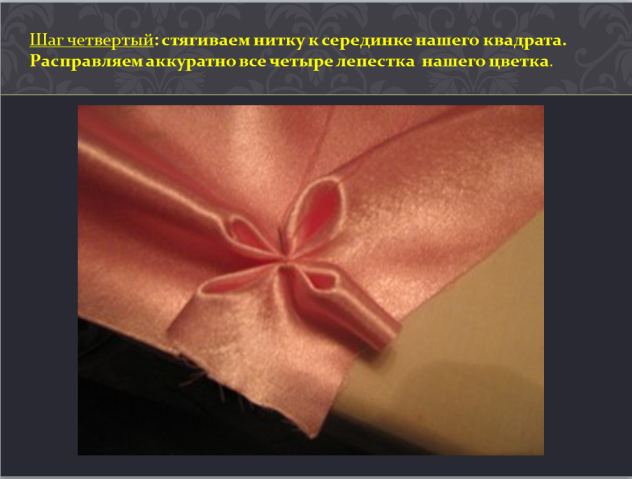 Шаг четвертый: стягиваем нитку к серединке нашего квадрата.
Расправляем аккуратно все четыре лепестка нашего цветка.